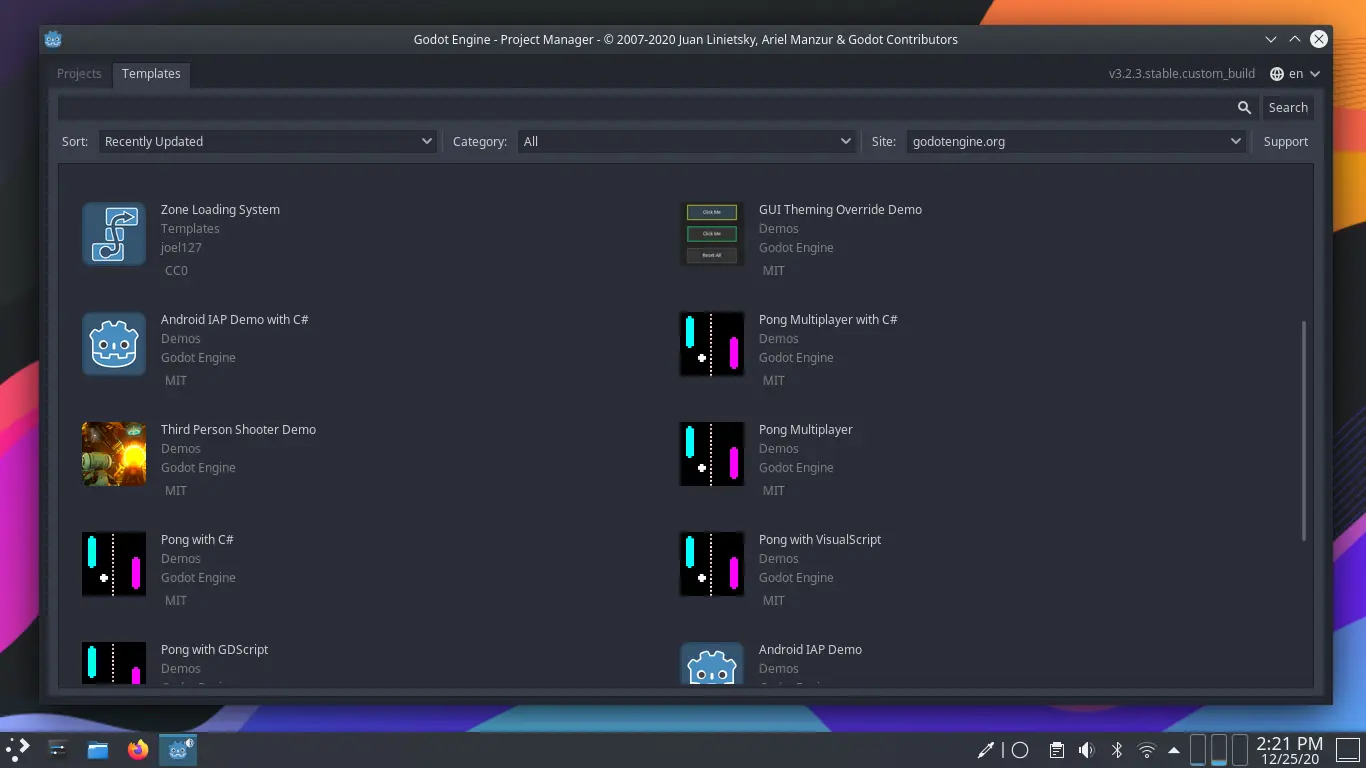 Godot Engine - Project Manager - © 2007-2020 Juan Linietsky, Ariel Manzur & Godot Contributors
Projects Templates v3.2.3.stable.custom_build en
Search
Sort: Recently Updated Category: All Site: godotengine.org Support
Zone Loading System
Templates
joel127
CC0
Click Me
Click Me
Reset All
GUI Theming Override Demo
Demos
Godot Engine
MIT
Android IAP Demo with C#
Demos
Godot Engine
MIT
Pong Multiplayer with C#
Demos
Godot Engine
MIT
Third Person Shooter Demo
Demos
Godot Engine
MIT
Pong Multiplayer
Demos
Godot Engine
MIT
Pong with C#
Demos
Godot Engine
MIT
Pong with VisualScript
Demos
Godot Engine
MIT
Pong with GDScript
Demos
Android IAP Demo
Demos
2:21 PM
12/25/20